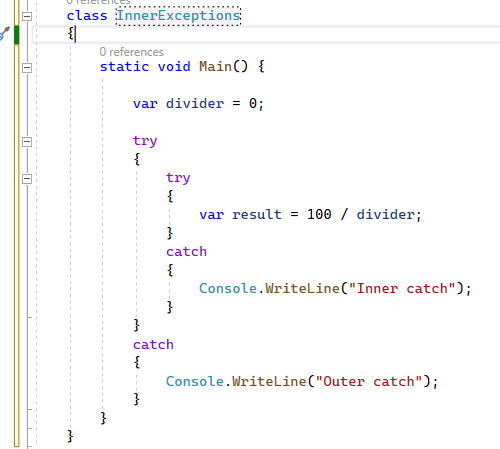 0 references
class InnerExceptions
{
0 references
static void Main() {
var divider = 0;
try
{
try
{
var result = 100 / divider;
}
catch
{
Console.WriteLine("Inner catch");
}
}
catch
{
Console.WriteLine("Outer catch");
}
}
}